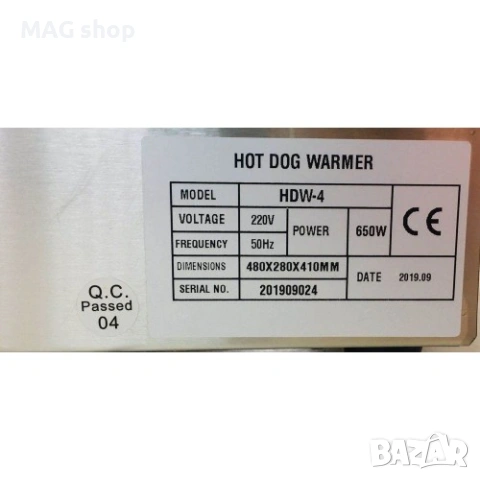 MAG shop
HOT DOG WARMER
MODEL HDW-4
VOLTAGE 220V POWER 650W CE
FREQUENCY 50Hz
DIMENSIONS 480X280X410MM DATE 2019.09
SERIAL NO. 201909024
Q.C.
Passed
04
BAZAR